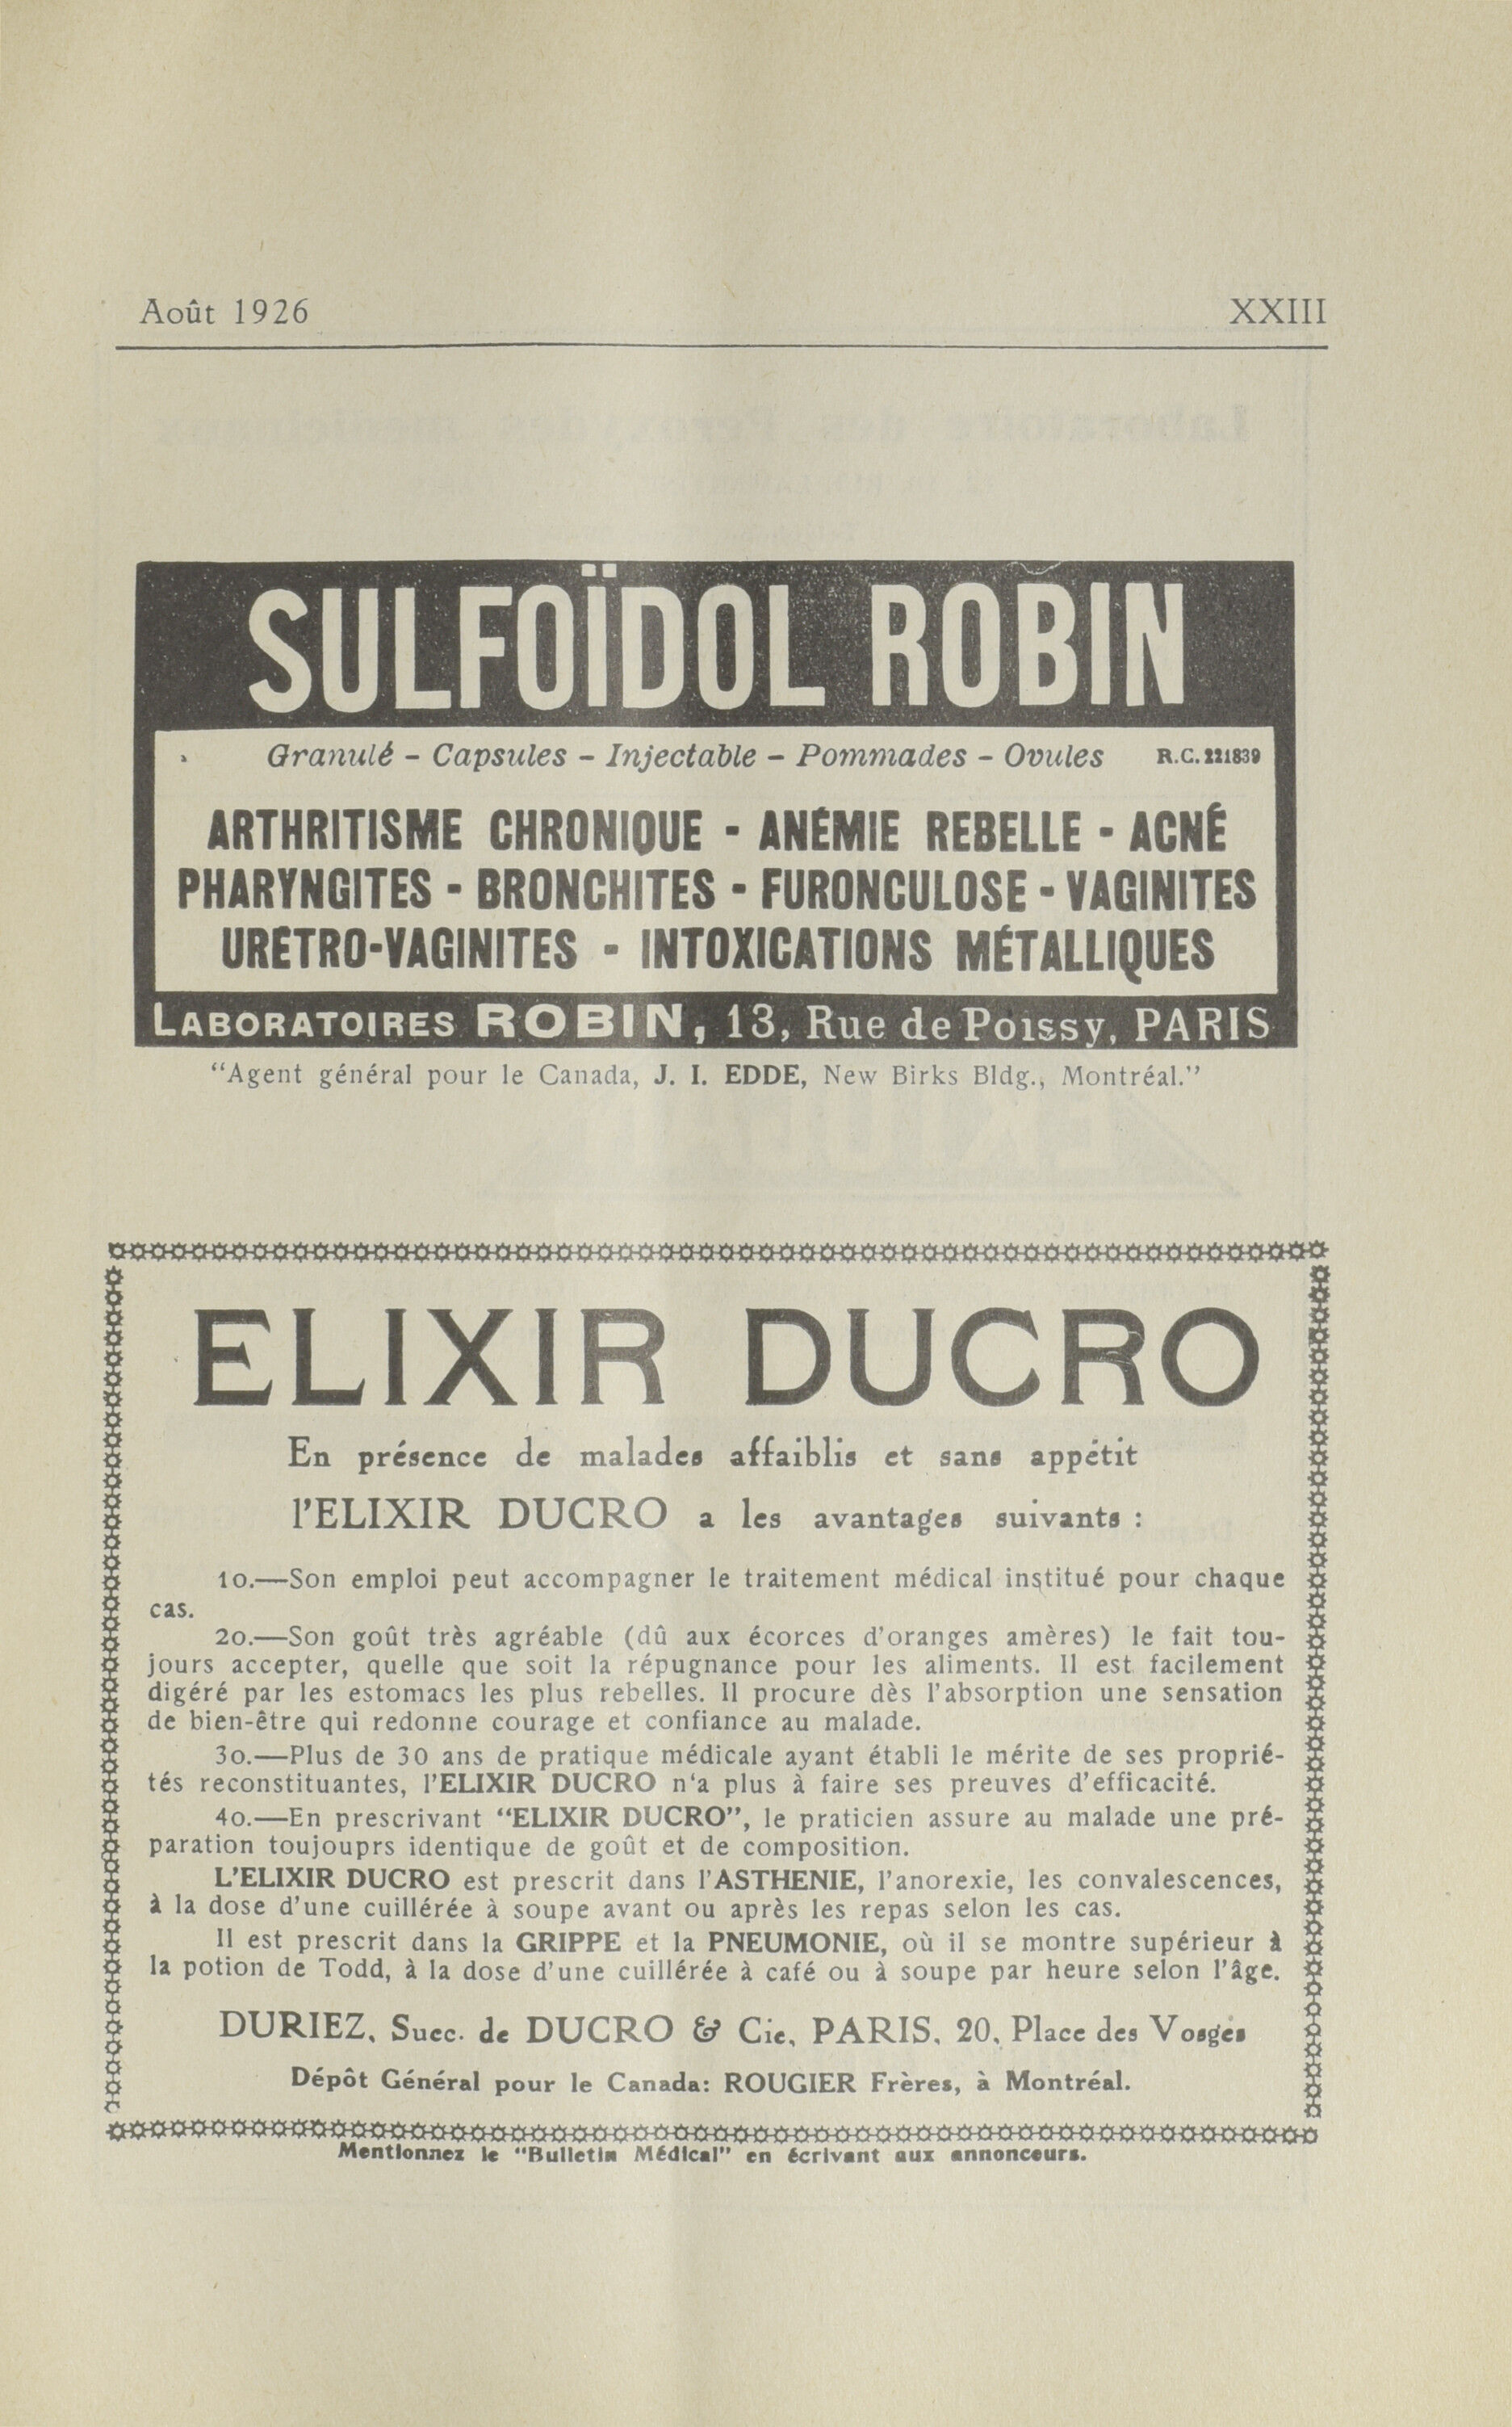 Août 1926 XXIII
SULFOÏDOL ROBIN
Granulé - Capsules - Injectable - Pommades - Ovules R.C. 221839
ARTHRITISME CHRONIQUE - ANÉMIE REBELLE - ACNÉ
PHARYNGITES - BRONCHITES - FURONCULOSE - VAGINITES
URÉTRO-VAGINITES - INTOXICATIONS MÉTALLIQUES
LABORATOIRES ROBIN, 13, Rue de Poissy, PARIS
"Agent général pour le Canada, J. I. EDDE, New Birks Bldg., Montréal."
ELIXIR DUCRO
En présence de malades affaiblis et sans appétit
l'ELIXIR DUCRO a les avantages suivants :
1o.—Son emploi peut accompagner le traitement médical institué pour chaque
cas.
2o.—Son goût très agréable (dû aux écorces d'oranges amères) le fait tou-
jours accepter, quelle que soit la répugnance pour les aliments. Il est facilement
digéré par les estomacs les plus rebelles. Il procure dès l'absorption une sensation
de bien-être qui redonne courage et confiance au malade.
3o.—Plus de 30 ans de pratique médicale ayant établi le mérite de ses proprié-
tés reconstituantes, l'ELIXIR DUCRO n'a plus à faire ses preuves d'efficacité.
4o.—En prescrivant "ELIXIR DUCRO", le praticien assure au malade une pré-
paration toujouprs identique de goût et de composition.
L'ELIXIR DUCRO est prescrit dans l'ASTHENIE, l'anorexie, les convalescences,
à la dose d'une cuillérée à soupe avant ou après les repas selon les cas.
Il est prescrit dans la GRIPPE et la PNEUMONIE, où il se montre supérieur à
la potion de Todd, à la dose d'une cuillérée à café ou à soupe par heure selon l'âge.
DURIEZ, Succ. de DUCRO & Cie, PARIS, 20, Place des Vosges
Dépôt Général pour le Canada: ROUGIER Frères, à Montréal.
Mentionnez le "Bulletin Médical" en écrivant aux annonceurs.